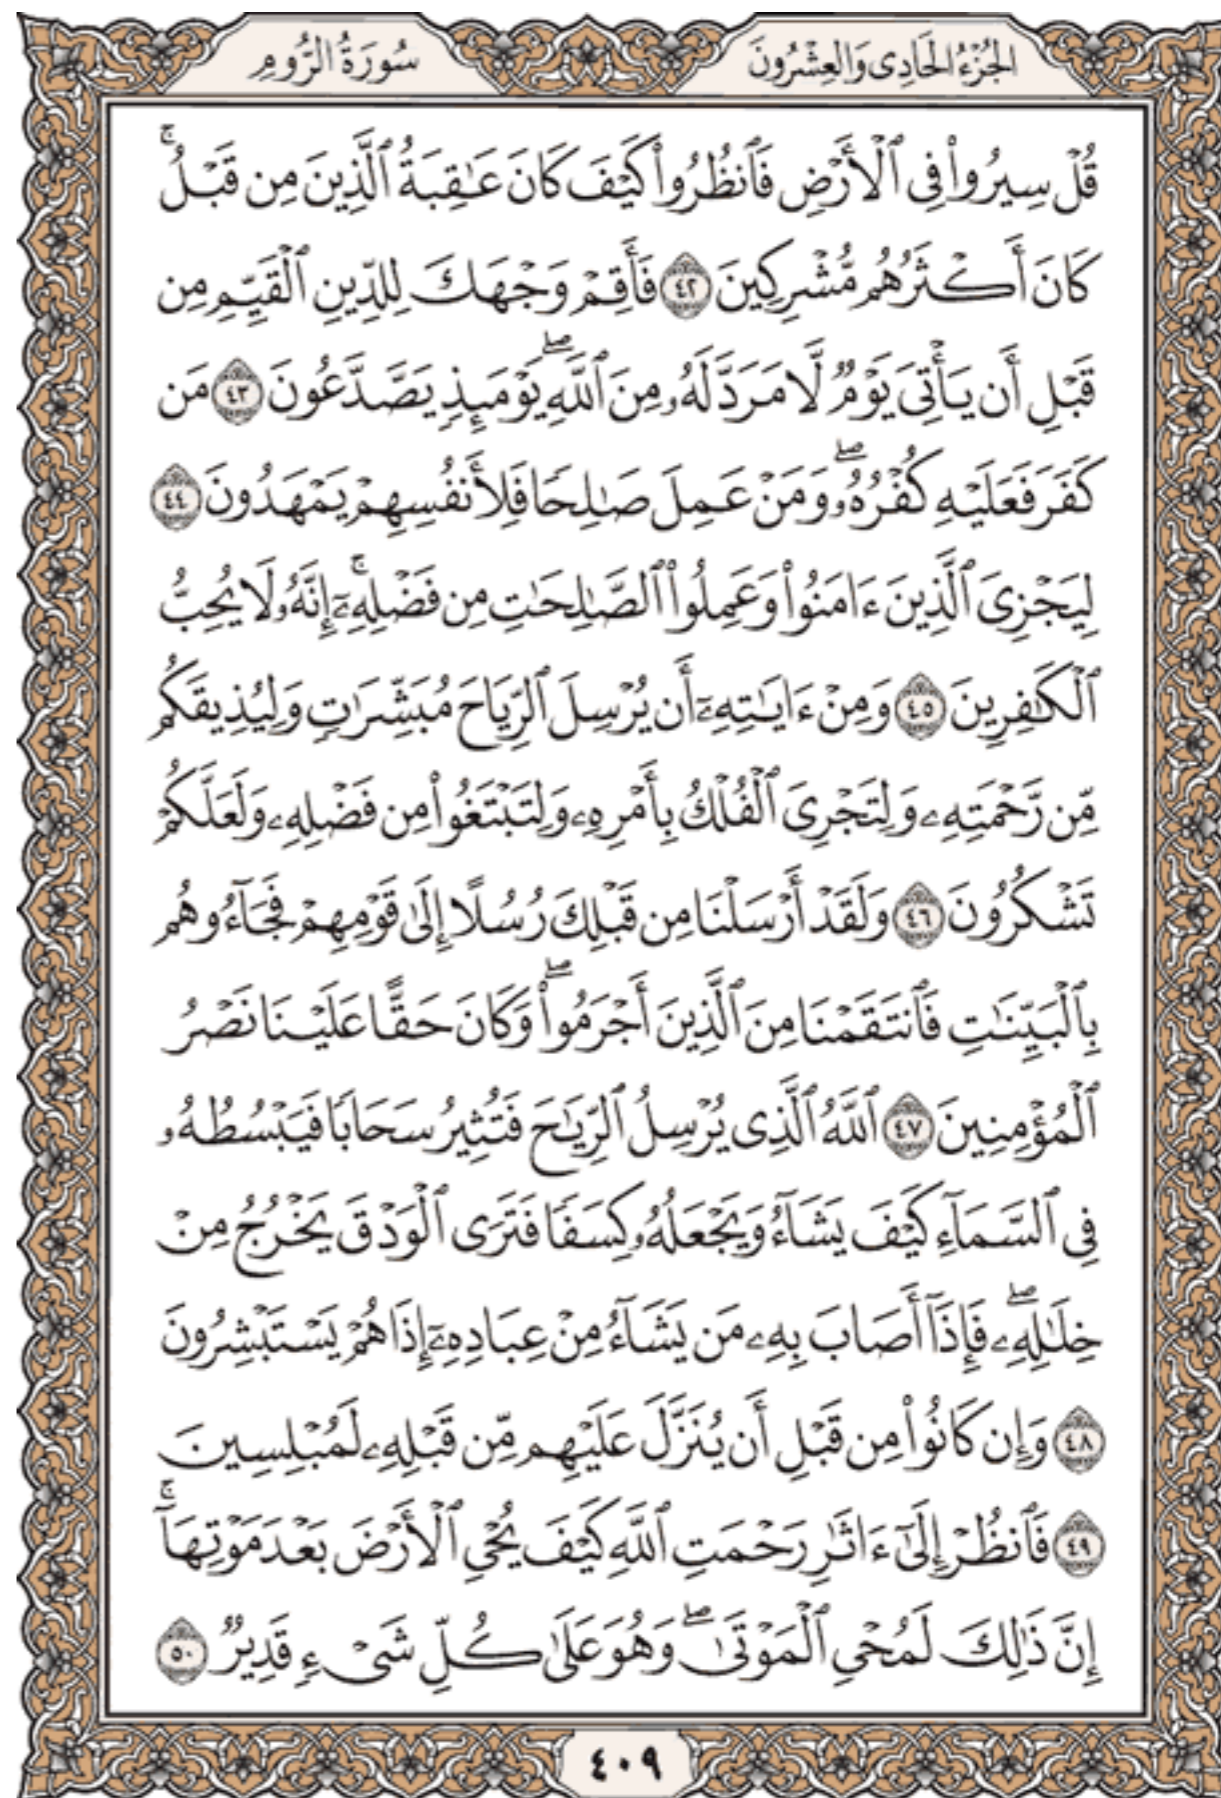 الجُزْءُ الحَادِى وَالعِشْرُونَ
سُورَةُ الرُّومِ
قُلْ سِيرُوا۟ فِى ٱلْأَرْضِ فَٱنظُرُوا۟ كَيْفَ كَانَ عَـٰقِبَةُ ٱلَّذِينَ مِن قَبْلُ ۚ
كَانَ أَكْثَرُهُم مُّشْرِكِينَ ٤٢ فَأَقِمْ وَجْهَكَ لِلدِّينِ ٱلْقَيِّمِ مِن
قَبْلِ أَن يَأْتِىَ يَوْمٌ لَّا مَرَدَّ لَهُۥ مِنَ ٱللَّهِ ۖ يَوْمَئِذٍ يَصَّدَّعُونَ ٤٣ مَن
كَفَرَ فَعَلَيْهِ كُفْرُهُۥ ۖ وَمَنْ عَمِلَ صَـٰلِحًا فَلِأَنفُسِهِمْ يَمْهَدُونَ ٤٤
لِيَجْزِىَ ٱلَّذِينَ ءَامَنُوا۟ وَعَمِلُوا۟ ٱلصَّـٰلِحَـٰتِ مِن فَضْلِهِۦٓ ۚ إِنَّهُۥ لَا يُحِبُّ
ٱلْكَـٰفِرِينَ ٤٥ وَمِنْ ءَايَـٰتِهِۦٓ أَن يُرْسِلَ ٱلرِّيَاحَ مُبَشِّرَٰتٍ وَلِيُذِيقَكُم
مِّن رَّحْمَتِهِۦ وَلِتَجْرِىَ ٱلْفُلْكُ بِأَمْرِهِۦ وَلِتَبْتَغُوا۟ مِن فَضْلِهِۦ وَلَعَلَّكُمْ
تَشْكُرُونَ ٤٦ وَلَقَدْ أَرْسَلْنَا مِن قَبْلِكَ رُسُلًا إِلَىٰ قَوْمِهِمْ فَجَآءُوهُم
بِٱلْبَيِّنَـٰتِ فَٱنتَقَمْنَا مِنَ ٱلَّذِينَ أَجْرَمُوا۟ ۖ وَكَانَ حَقًّا عَلَيْنَا نَصْرُ
ٱلْمُؤْمِنِينَ ٤٧ ٱللَّهُ ٱلَّذِى يُرْسِلُ ٱلرِّيَـٰحَ فَتُثِيرُ سَحَابًا فَيَبْسُطُهُۥ
فِى ٱلسَّمَآءِ كَيْفَ يَشَآءُ وَيَجْعَلُهُۥ كِسَفًا فَتَرَى ٱلْوَدْقَ يَخْرُجُ مِنْ
خِلَـٰلِهِۦ ۖ فَإِذَآ أَصَابَ بِهِۦ مَن يَشَآءُ مِنْ عِبَادِهِۦٓ إِذَا هُمْ يَسْتَبْشِرُونَ
٤٨ وَإِن كَانُوا۟ مِن قَبْلِ أَن يُنَزَّلَ عَلَيْهِم مِّن قَبْلِهِۦ لَمُبْلِسِينَ
٤٩ فَٱنظُرْ إِلَىٰٓ ءَاثَـٰرِ رَحْمَتِ ٱللَّهِ كَيْفَ يُحْىِ ٱلْأَرْضَ بَعْدَ مَوْتِهَآ ۚ
إِنَّ ذَٰلِكَ لَمُحْىِ ٱلْمَوْتَىٰ ۖ وَهُوَ عَلَىٰ كُلِّ شَىْءٍ قَدِيرٌ ٥٠
٤٠٩